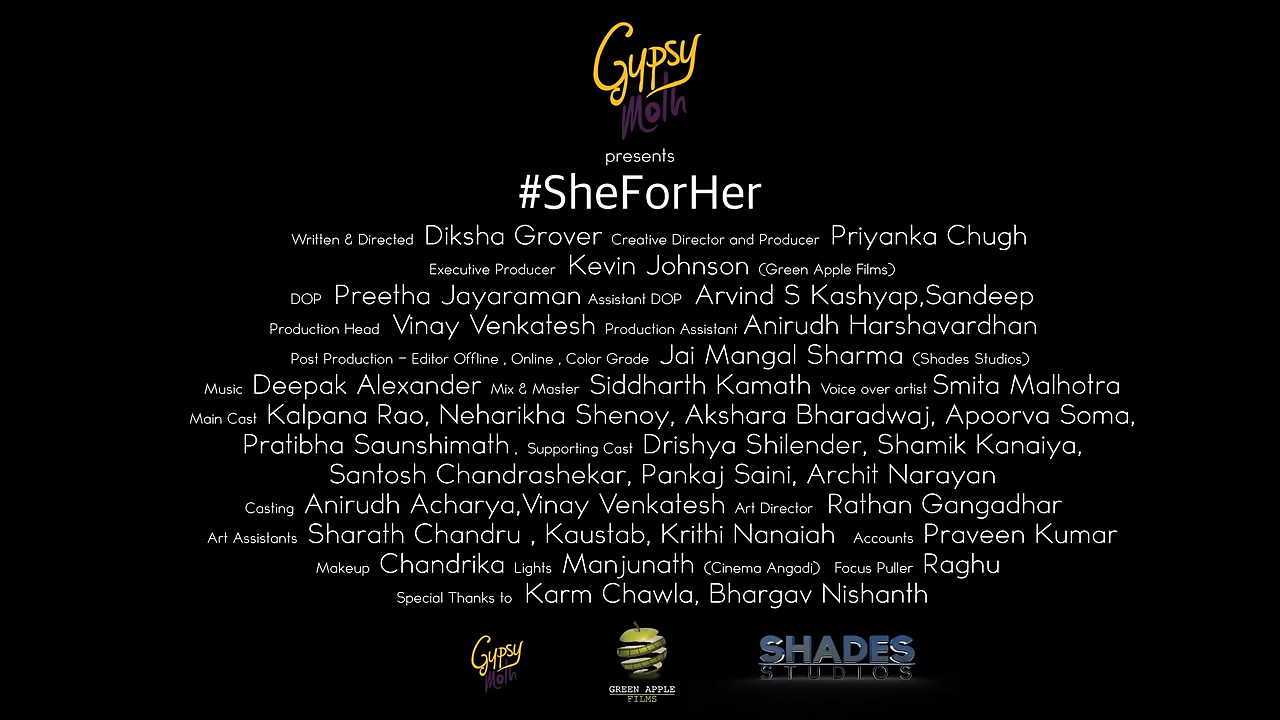 Gypsy
Moth
presents
#SheForHer
Written & Directed Diksha Grover Creative Director and Producer Priyanka Chugh
Executive Producer Kevin Johnson (Green Apple Films)
DOP Preetha Jayaraman Assistant DOP Arvind S Kashyap,Sandeep
Production Head Vinay Venkatesh Production Assistant Anirudh Harshavardhan
Post Production - Editor Offline , Online , Color Grade Jai Mangal Sharma (Shades Studios)
Music Deepak Alexander Mix & Master Siddharth Kamath Voice over artist Smita Malhotra
Main Cast Kalpana Rao, Neharikha Shenoy, Akshara Bharadwaj, Apoorva Soma,
Pratibha Saunshimath , Supporting Cast Drishya Shilender, Shamik Kanaiya,
Santosh Chandrashekar, Pankaj Saini, Archit Narayan
Casting Anirudh Acharya,Vinay Venkatesh Art Director Rathan Gangadhar
Art Assistants Sharath Chandru , Kaustab, Krithi Nanaiah Accounts Praveen Kumar
Makeup Chandrika Lights Manjunath (Cinema Angadi) Focus Puller Raghu
Special Thanks to Karm Chawla, Bhargav Nishanth
Gypsy
Moth
GREEN APPLE
FILMS
SHADES
STUDIOS